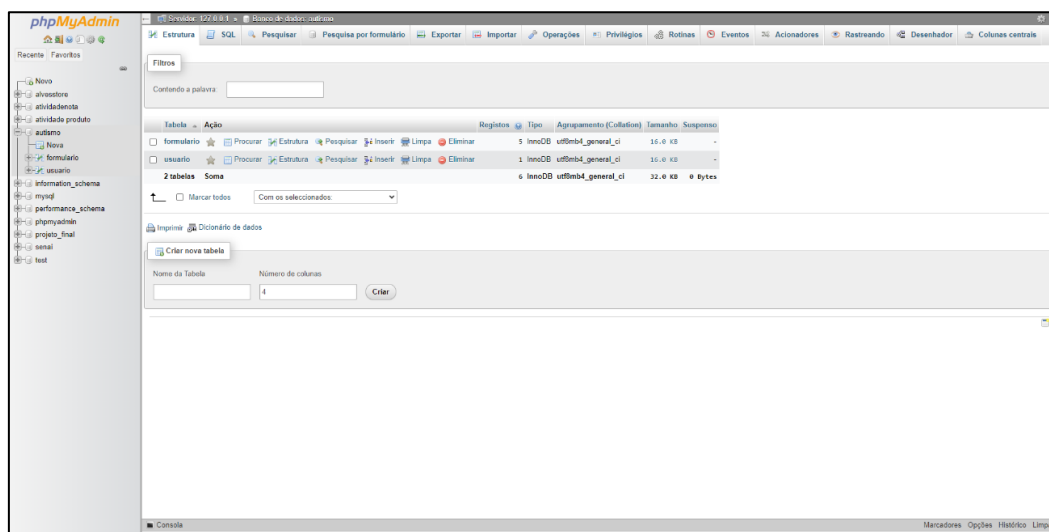 phpMyAdmin
Recente Favoritos
Novo
alvesstore
atividadenota
atividade produto
autismo
Nova
formulario
usuario
information_schema
mysql
performance_schema
phpmyadmin
projeto_final
senai
test
Servidor: 127.0.0.1 » Banco de dados: autismo
Estrutura SQL Pesquisar Pesquisa por formulário Exportar Importar Operações Privilégios Rotinas Eventos Acionadores Rastreando Desenhador Colunas centrais
Filtros
Contendo a palavra:
Tabela Ação Registos Tipo Agrupamento (Collation) Tamanho Suspenso
formulario Procurar Estrutura Pesquisar Inserir Limpa Eliminar 5 InnoDB utf8mb4_general_ci 16.0 KB -
usuario Procurar Estrutura Pesquisar Inserir Limpa Eliminar 1 InnoDB utf8mb4_general_ci 16.0 KB -
2 tabelas Soma 6 InnoDB utf8mb4_general_ci 32.0 KB 0 Bytes
Marcar todos Com os seleccionados:
Imprimir Dicionário de dados
Criar nova tabela
Nome da Tabela Número de colunas
4 Criar
Consola Marcadores Opções Histórico Limpa